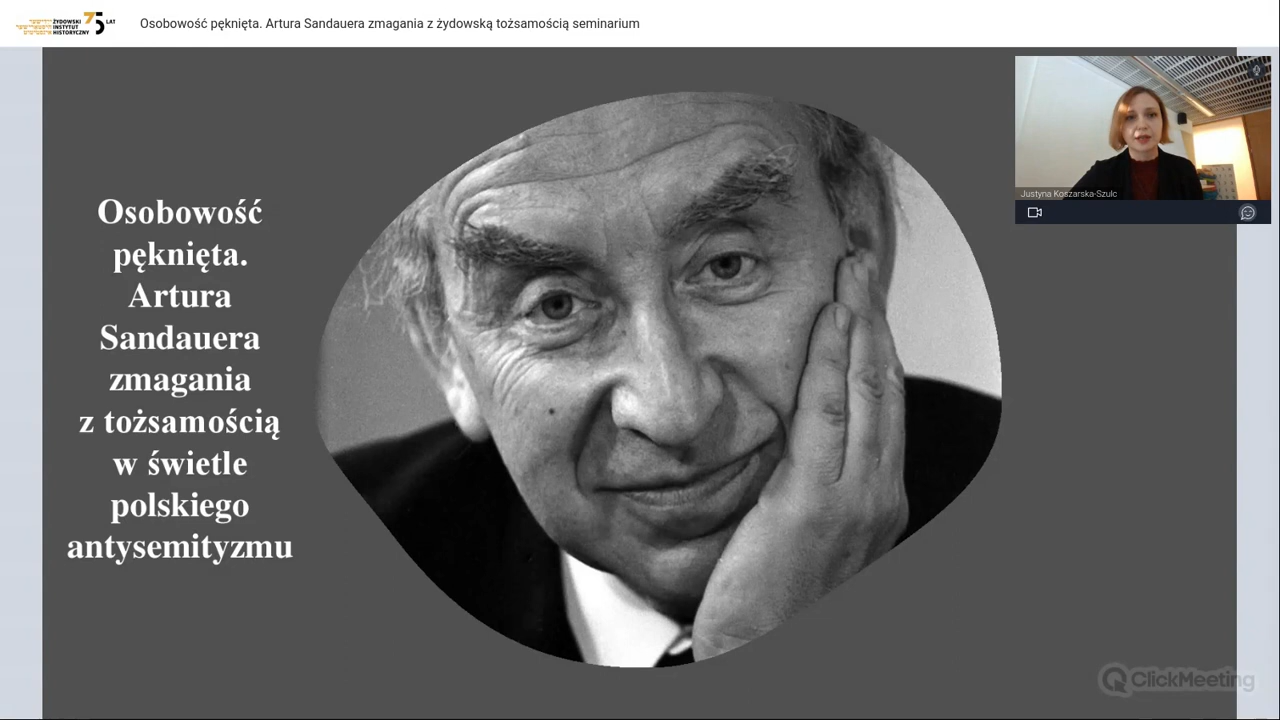 ŻYDOWSKI
INSTYTUT
HISTORYCZNY
75 LAT
Osobowość pęknięta. Artura Sandauera zmagania z żydowską tożsamością seminarium
Justyna Koszarska-Szulc
Osobowość
pęknięta.
Artura
Sandauera
zmagania
z tożsamością
w świetle
polskiego
antysemityzmu
ClickMeeting